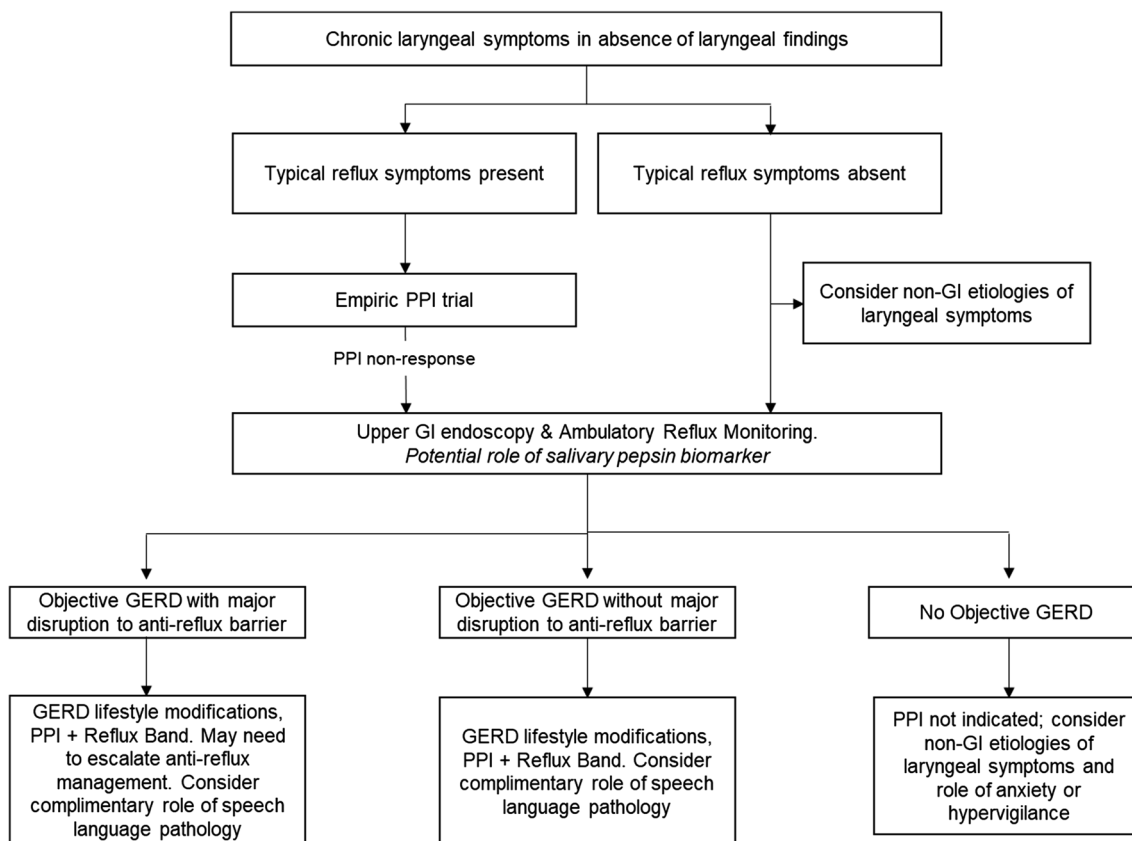 Chronic laryngeal symptoms in absence of laryngeal findings
Typical reflux symptoms present
Typical reflux symptoms absent
Empiric PPI trial
Consider non-GI etiologies of
laryngeal symptoms
PPI non-response
Upper GI endoscopy & Ambulatory Reflux Monitoring.
Potential role of salivary pepsin biomarker
Objective GERD with major
disruption to anti-reflux barrier
Objective GERD without major
disruption to anti-reflux barrier
No Objective GERD
GERD lifestyle modifications,
PPI + Reflux Band. May need
to escalate anti-reflux
management. Consider
complimentary role of speech
language pathology
GERD lifestyle modifications,
PPI + Reflux Band. Consider
complimentary role of speech
language pathology
PPI not indicated; consider
non-GI etiologies of
laryngeal symptoms and
role of anxiety or
hypervigilance